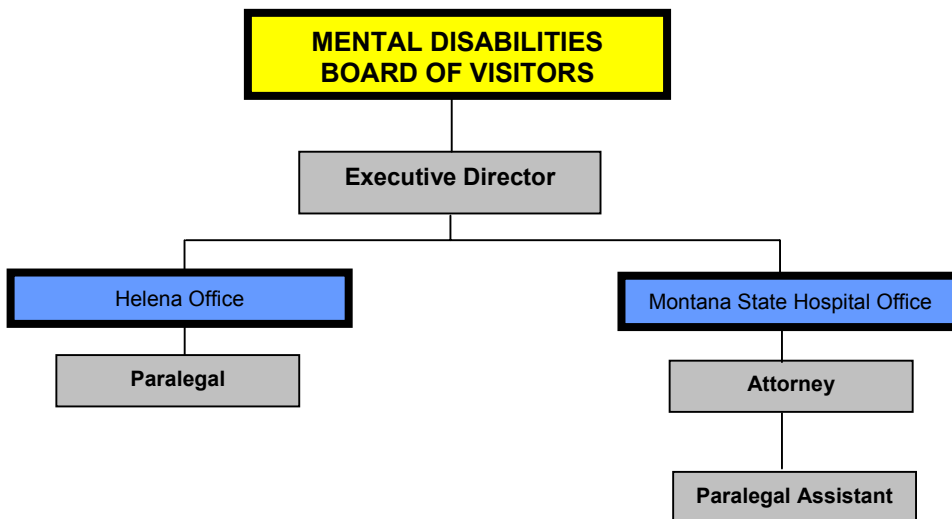 MENTAL DISABILITIES
BOARD OF VISITORS
Executive Director
Helena Office
Montana State Hospital Office
Paralegal
Attorney
Paralegal Assistant